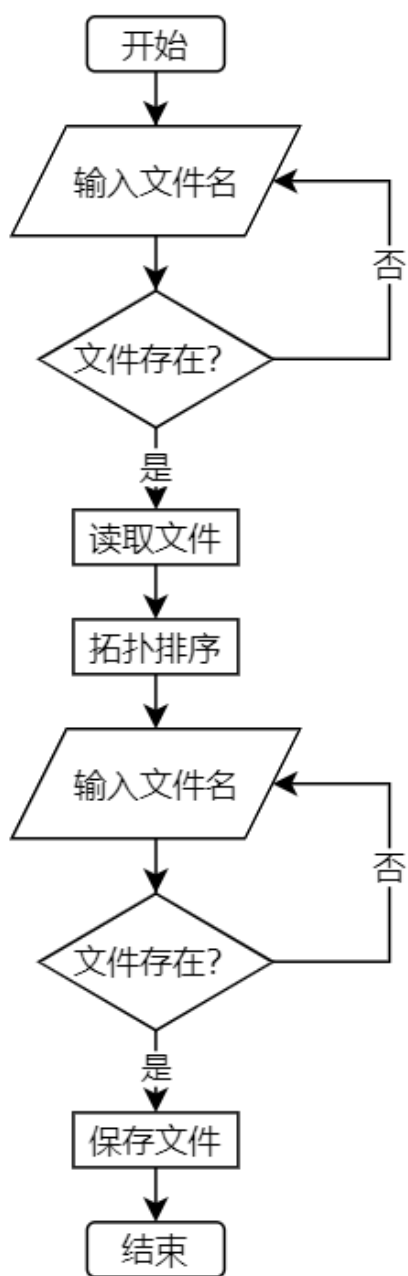 开始
输入文件名
否
文件存在?
是
读取文件
拓扑排序
输入文件名
否
文件存在?
是
保存文件
结束